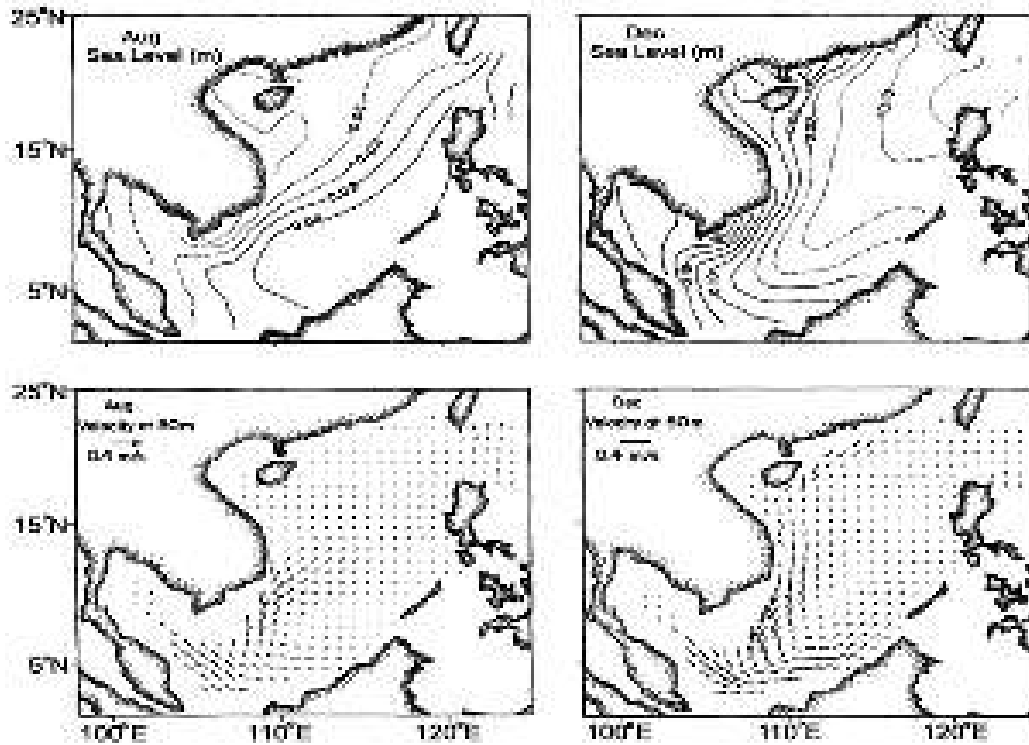 25°N
Aug
Sea Level (m)
15°N
5°N
Dec
Sea Level (m)
25°N
Aug
Velocity at 50m
0.4 m/s
15°N
5°N
100°E 110°E 120°E
Dec
Velocity at 50m
0.4 m/s
100°E 110°E 120°E